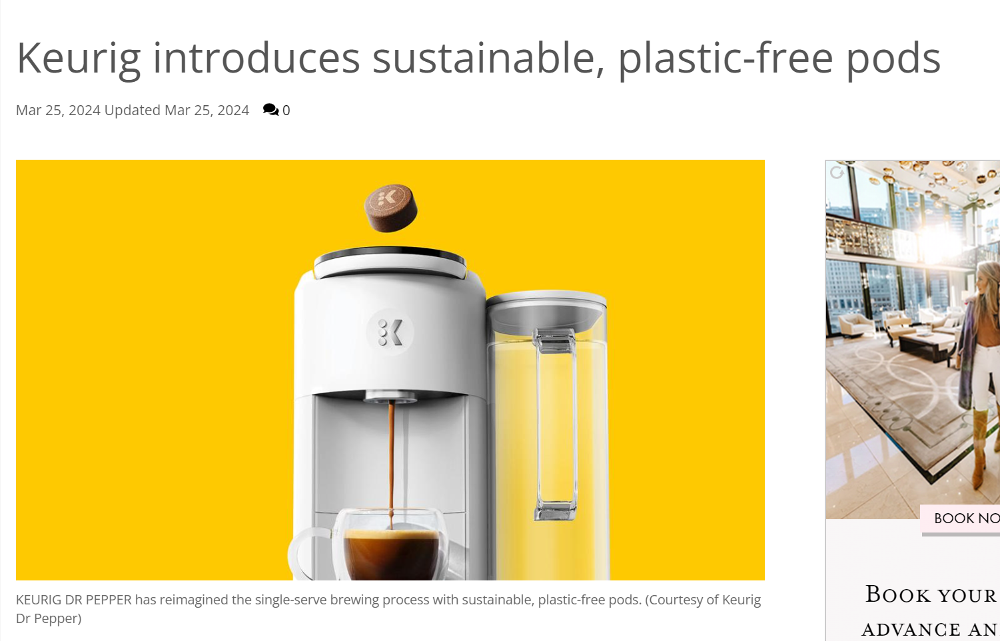 Keurig introduces sustainable, plastic-free pods
Mar 25, 2024 Updated Mar 25, 2024 0
KEURIG DR PEPPER has reimagined the single-serve brewing process with sustainable, plastic-free pods. (Courtesy of Keurig
Dr Pepper)
BOOK NO
BOOK YOUR
ADVANCE AN